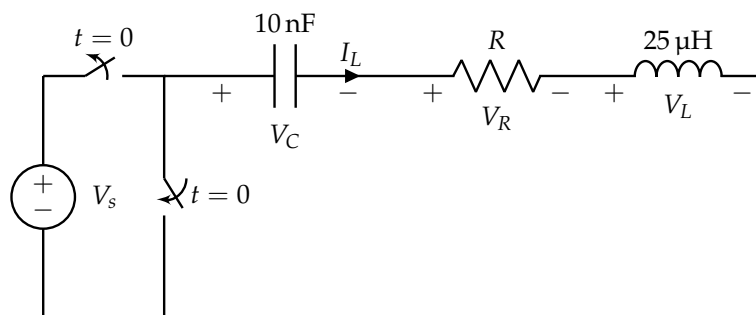 t = 0
10 nF
I_L
R
25 µH
+
−
+
−
+
−
V_C
V_R
V_L
+
−
V_s
t = 0